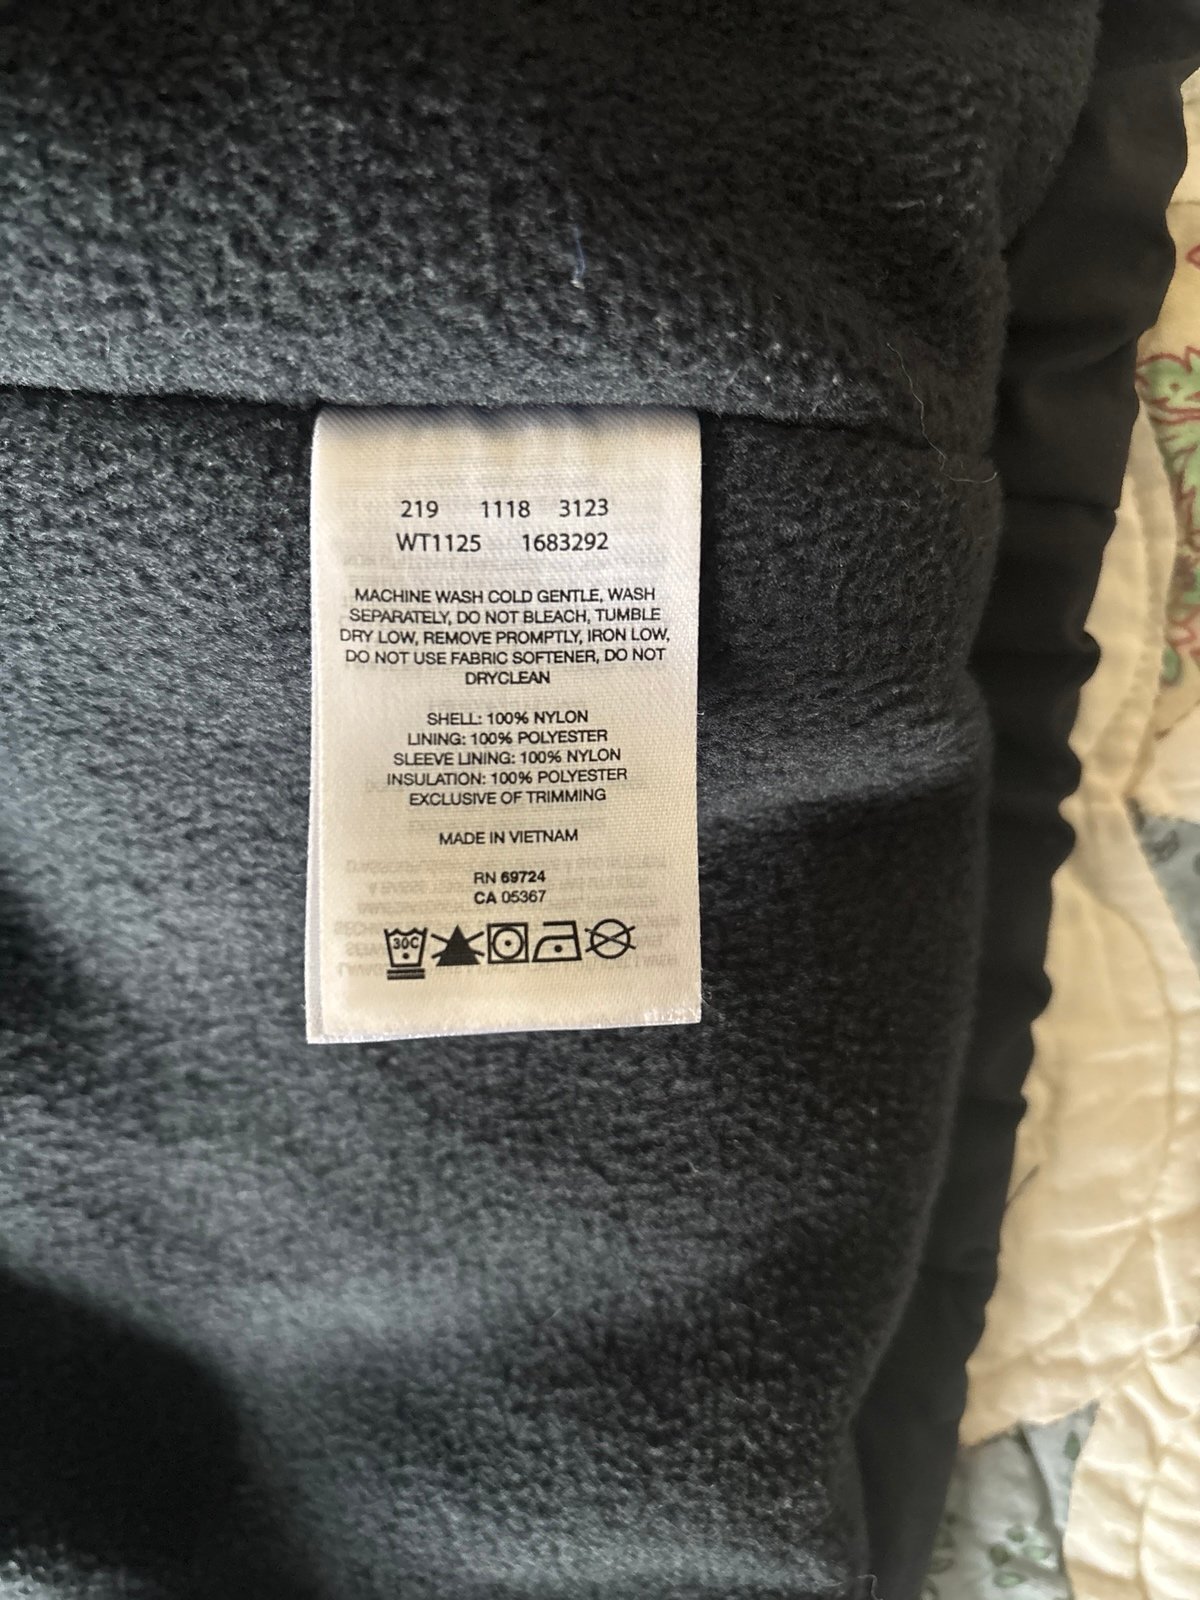 219 1118 3123
WT1125 1683292
MACHINE WASH COLD GENTLE, WASH
SEPARATELY, DO NOT BLEACH, TUMBLE
DRY LOW, REMOVE PROMPTLY, IRON LOW,
DO NOT USE FABRIC SOFTENER, DO NOT
DRYCLEAN
SHELL: 100% NYLON
LINING: 100% POLYESTER
SLEEVE LINING: 100% NYLON
INSULATION: 100% POLYESTER
EXCLUSIVE OF TRIMMING
MADE IN VIETNAM
RN 69724
CA 05367
30C